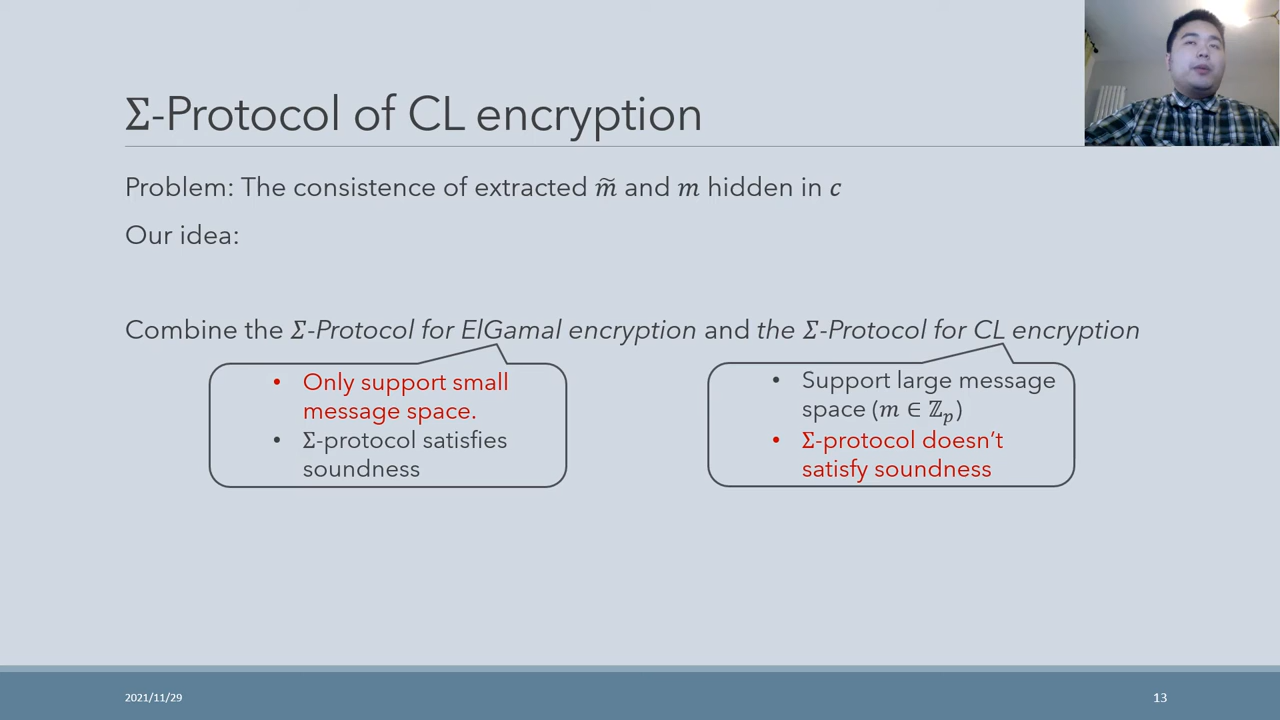 Σ-Protocol of CL encryption
Problem: The consistence of extracted m̃ and m hidden in c
Our idea:
Combine the Σ-Protocol for ElGamal encryption and the Σ-Protocol for CL encryption
• Only support small
message space.
• Σ-protocol satisfies
soundness
• Support large message
space (m ∈ ℤₚ)
• Σ-protocol doesn’t
satisfy soundness
2021/11/29
13